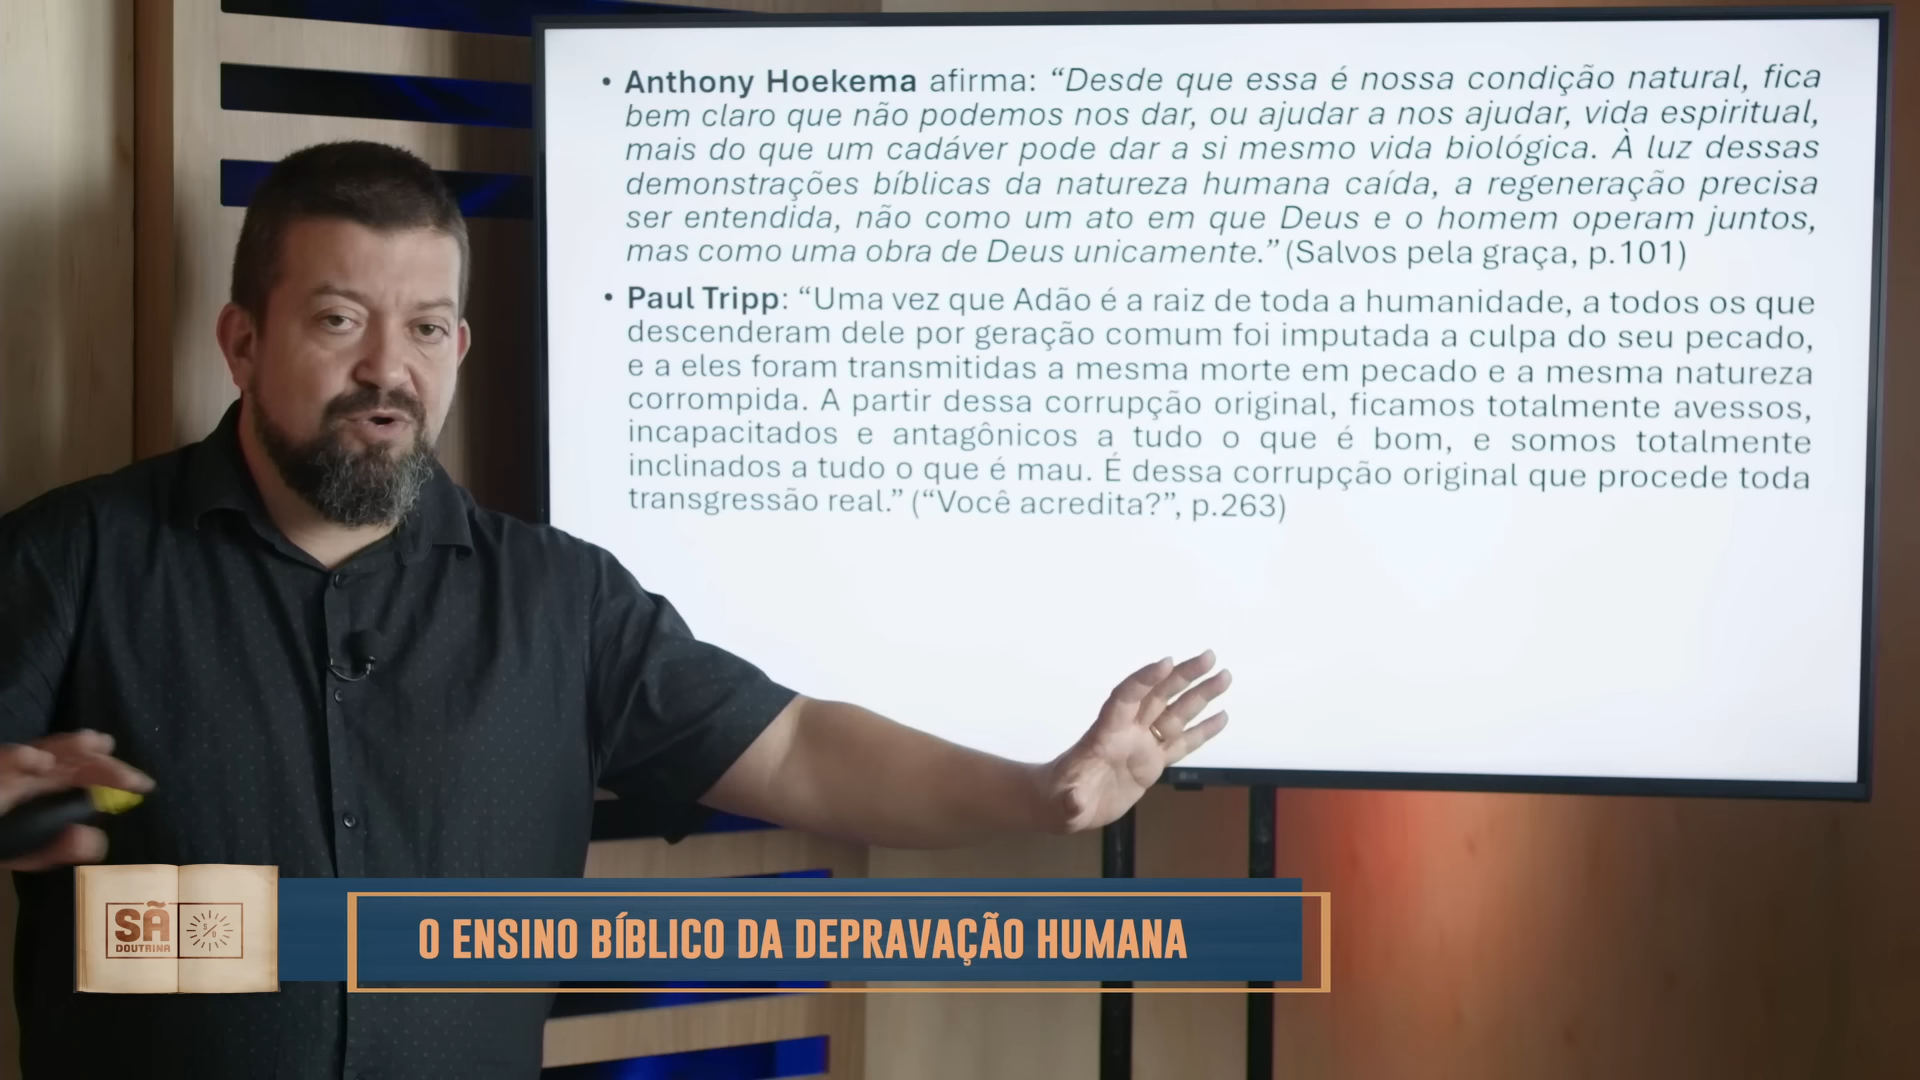 • Anthony Hoekema afirma: “Desde que essa é nossa condição natural, fica
bem claro que não podemos nos dar, ou ajudar a nos ajudar, vida espiritual,
mais do que um cadáver pode dar a si mesmo vida biológica. À luz dessas
demonstrações bíblicas da natureza humana caída, a regeneração precisa
ser entendida, não como um ato em que Deus e o homem operam juntos,
mas como uma obra de Deus unicamente.” (Salvos pela graça, p.101)
• Paul Tripp: “Uma vez que Adão é a raiz de toda a humanidade, a todos os que
descenderam dele por geração comum foi imputada a culpa do seu pecado,
e a eles foram transmitidas a mesma morte em pecado e a mesma natureza
corrompida. A partir dessa corrupção original, ficamos totalmente avessos,
incapacitados e antagônicos a tudo o que é bom, e somos totalmente
inclinados a tudo o que é mau. É dessa corrupção original que procede toda
transgressão real.” (“Você acredita?”, p.263)
SÃ
DOUTRINA
O ENSINO BÍBLICO DA DEPRAVAÇÃO HUMANA